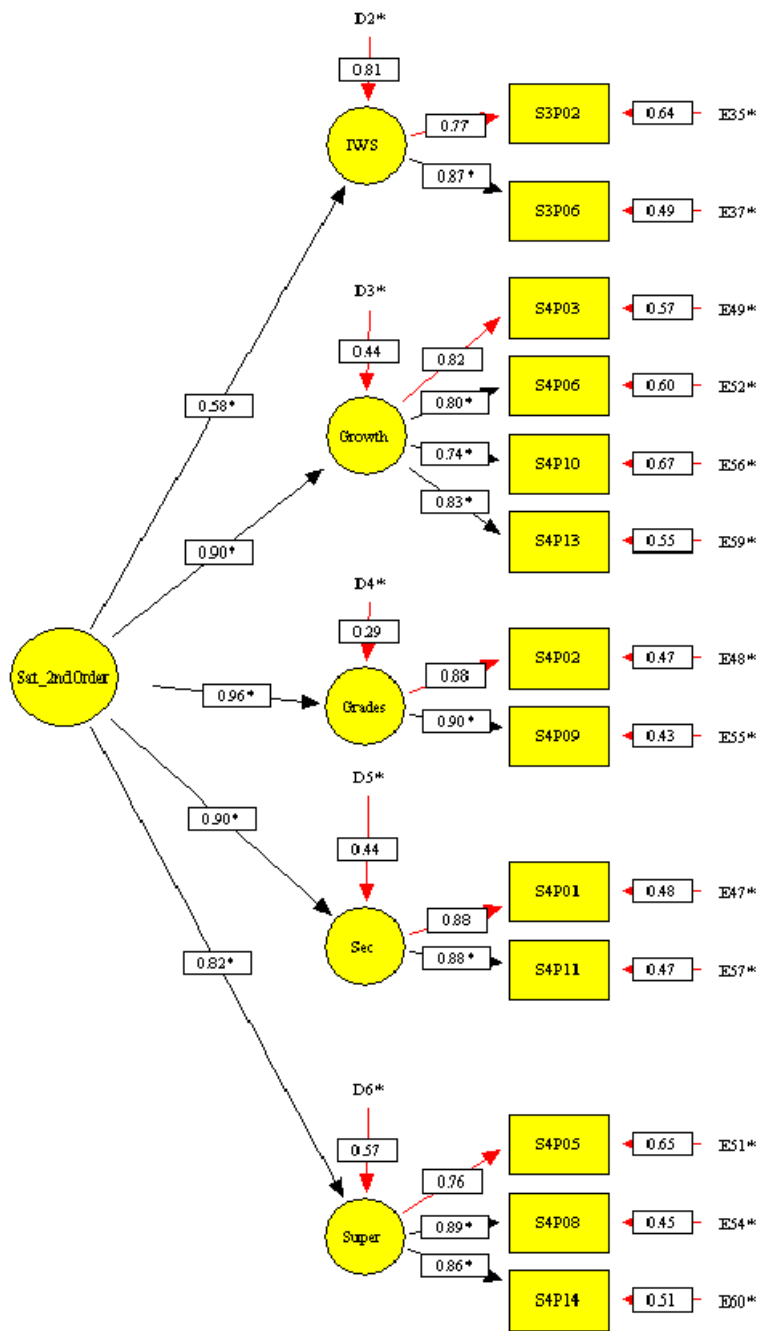 D2*
0.81
IWS
0.77
S3P02
0.64
E35*
0.87*
S3P06
0.49
E37*
0.58*
D3*
0.44
Growth
0.82
S4P03
0.57
E49*
0.80*
S4P06
0.60
E52*
0.74*
S4P10
0.67
E56*
0.83*
S4P13
0.55
E59*
0.90*
Sat_2ndOrder
D4*
0.29
0.96*
Grades
0.88
S4P02
0.47
E48*
0.90*
S4P09
0.43
E55*
D5*
0.44
0.90*
Sec
0.88
S4P01
0.48
E47*
0.88*
S4P11
0.47
E57*
0.82*
D6*
0.57
Super
0.76
S4P05
0.65
E51*
0.89*
S4P08
0.45
E54*
0.86*
S4P14
0.51
E60*